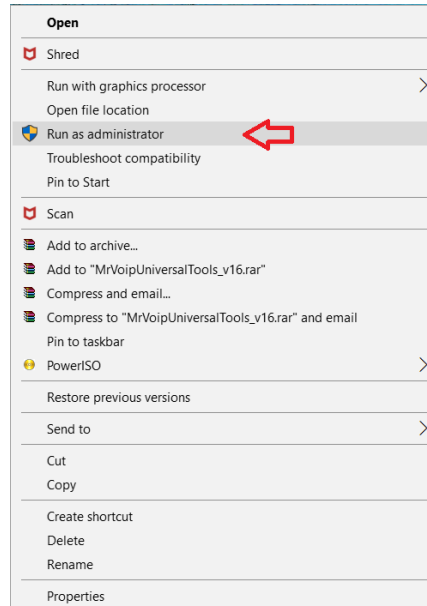 Open
Shred
Run with graphics processor
Open file location
Run as administrator
Troubleshoot compatibility
Pin to Start
Scan
Add to archive...
Add to "MrVoipUniversalTools_v16.rar"
Compress and email...
Compress to "MrVoipUniversalTools_v16.rar" and email
Pin to taskbar
PowerISO
Restore previous versions
Send to
Cut
Copy
Create shortcut
Delete
Rename
Properties